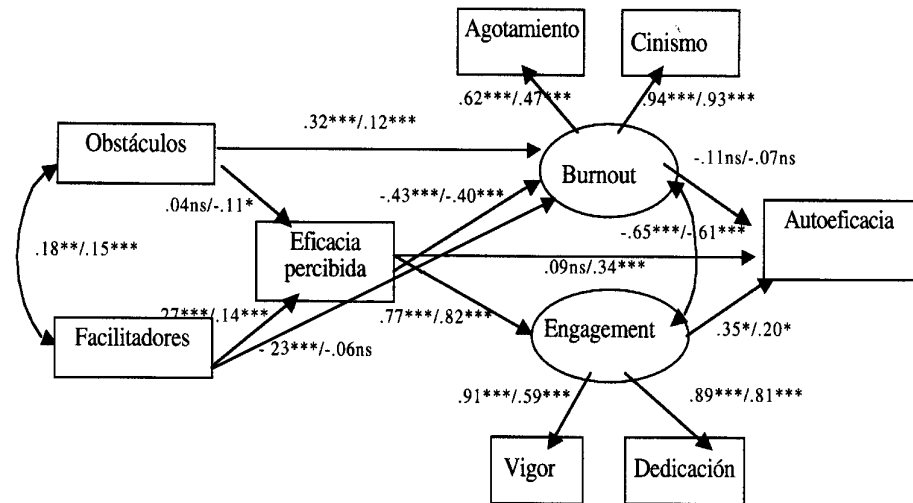 Agotamiento
Cinismo
.62***/.47***
.94***/.93***
.32***/.12***
Obstáculos
-.11ns/-.07ns
Burnout
-.43***/-.40***
.04ns/-.11*
Autoeficacia
Eficacia
percibida
-.65***/-.61***
.18**/.15***
.09ns/.34***
.27***/.14***
.77***/.82***
Facilitadores
Engagement
.35*/.20*
-.23***/-.06ns
.91***/.59***
.89***/.81***
Vigor
Dedicación